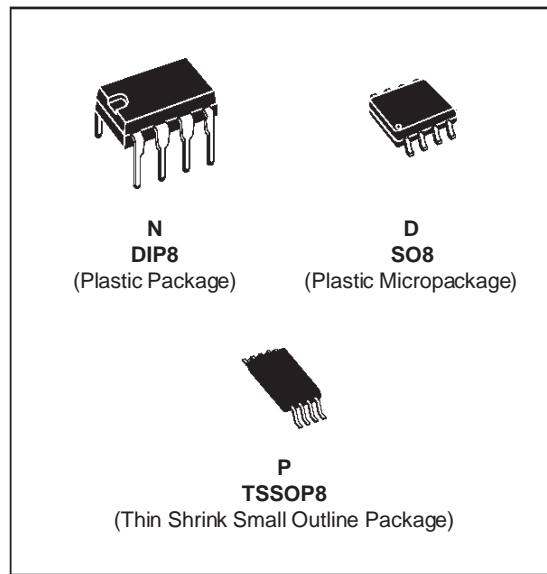 N
DIP8
(Plastic Package)
D
SO8
(Plastic Micropackage)
P
TSSOP8
(Thin Shrink Small Outline Package)